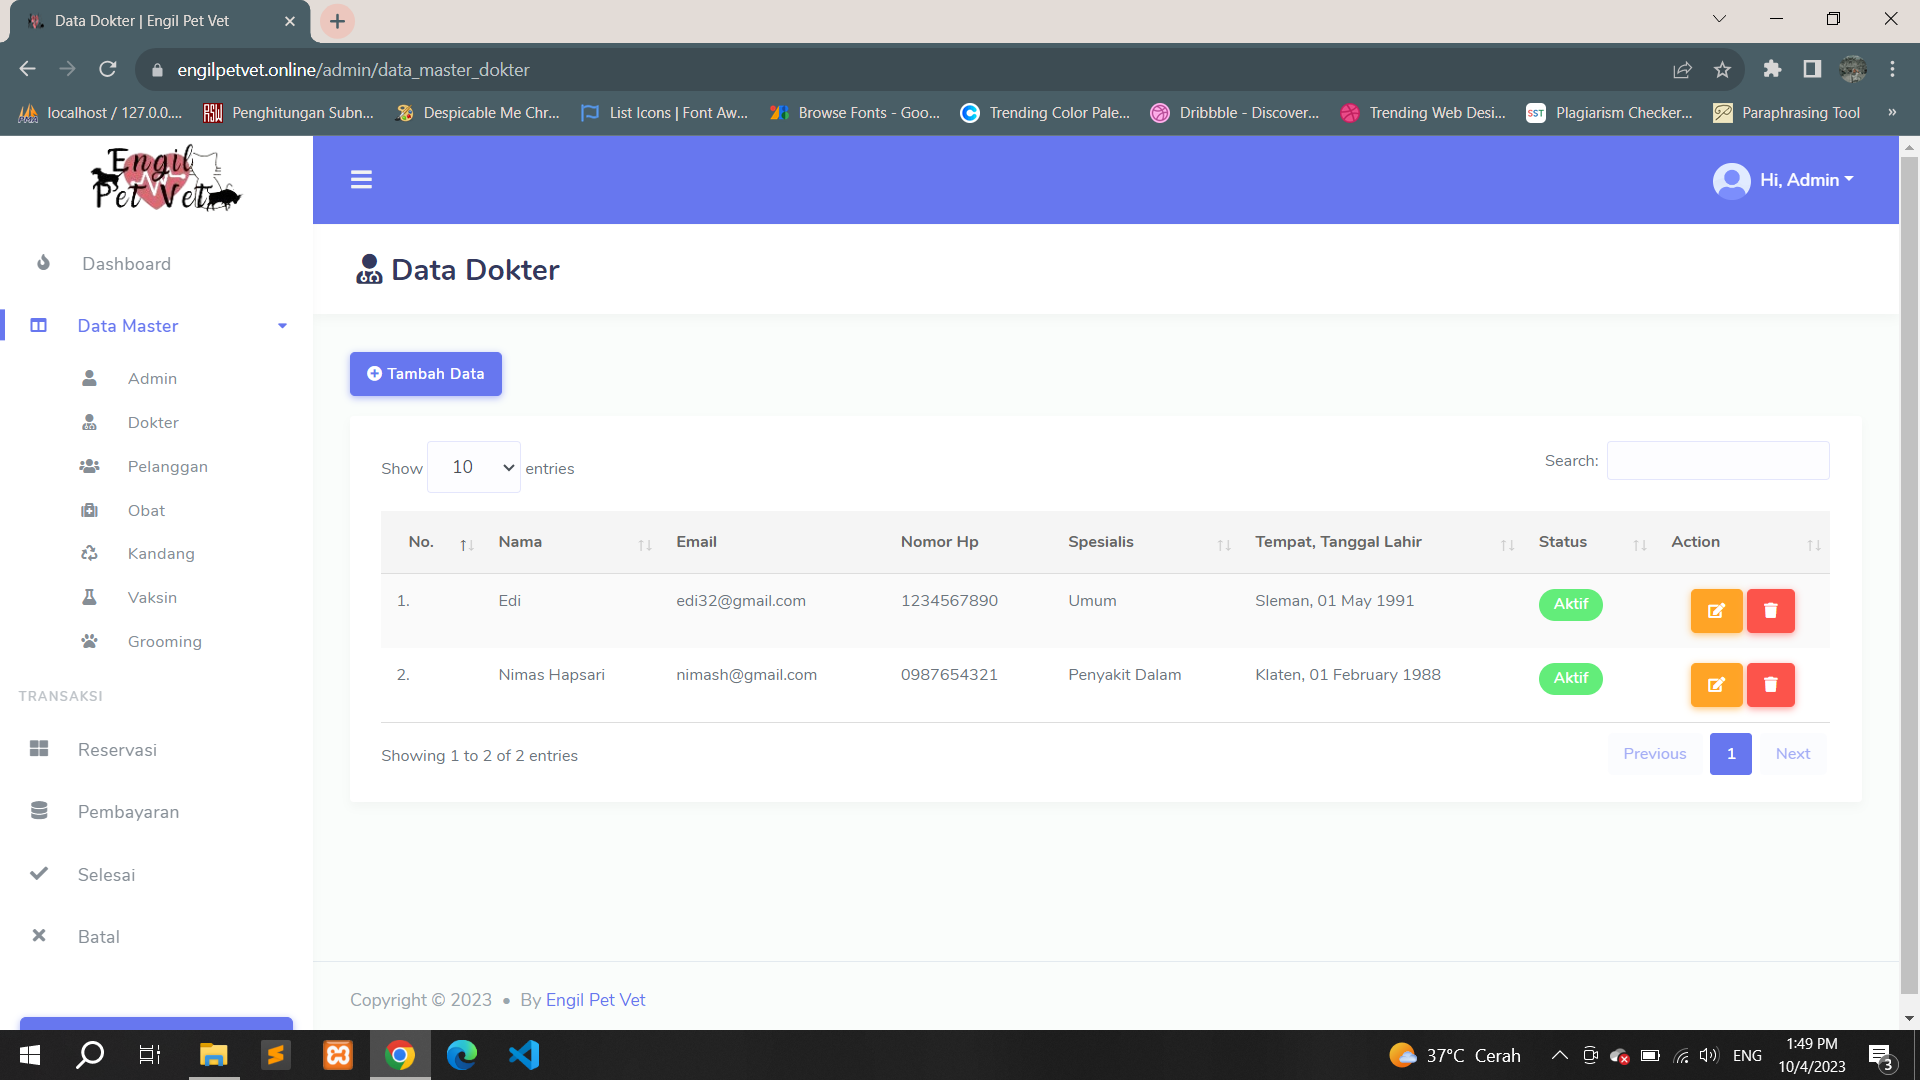 Data Dokter | Engil Pet Vet
engilpetvet.online/admin/data_master_dokter
localhost / 127.0.0....
RSW
Penghitungan Subn...
Despicable Me Chr...
List Icons | Font Aw...
Browse Fonts - Goo...
Trending Color Pale...
Dribbble - Discover...
Trending Web Desi...
SST
Plagiarism Checker...
Paraphrasing Tool
»
Engil
Pet Vet
Hi, Admin
Dashboard
Data Master
Admin
Dokter
Pelanggan
Obat
Kandang
Vaksin
Grooming
TRANSAKSI
Reservasi
Pembayaran
Selesai
Batal
Data Dokter
Tambah Data
Show 10 entries
Search:
No. Nama Email Nomor Hp Spesialis Tempat, Tanggal Lahir Status Action
1. Edi edi32@gmail.com 1234567890 Umum Sleman, 01 May 1991 Aktif
2. Nimas Hapsari nimash@gmail.com 0987654321 Penyakit Dalam Klaten, 01 February 1988 Aktif
Showing 1 to 2 of 2 entries
Previous 1 Next
Copyright © 2023 • By Engil Pet Vet
37°C Cerah
ENG
1:49 PM
10/4/2023
3